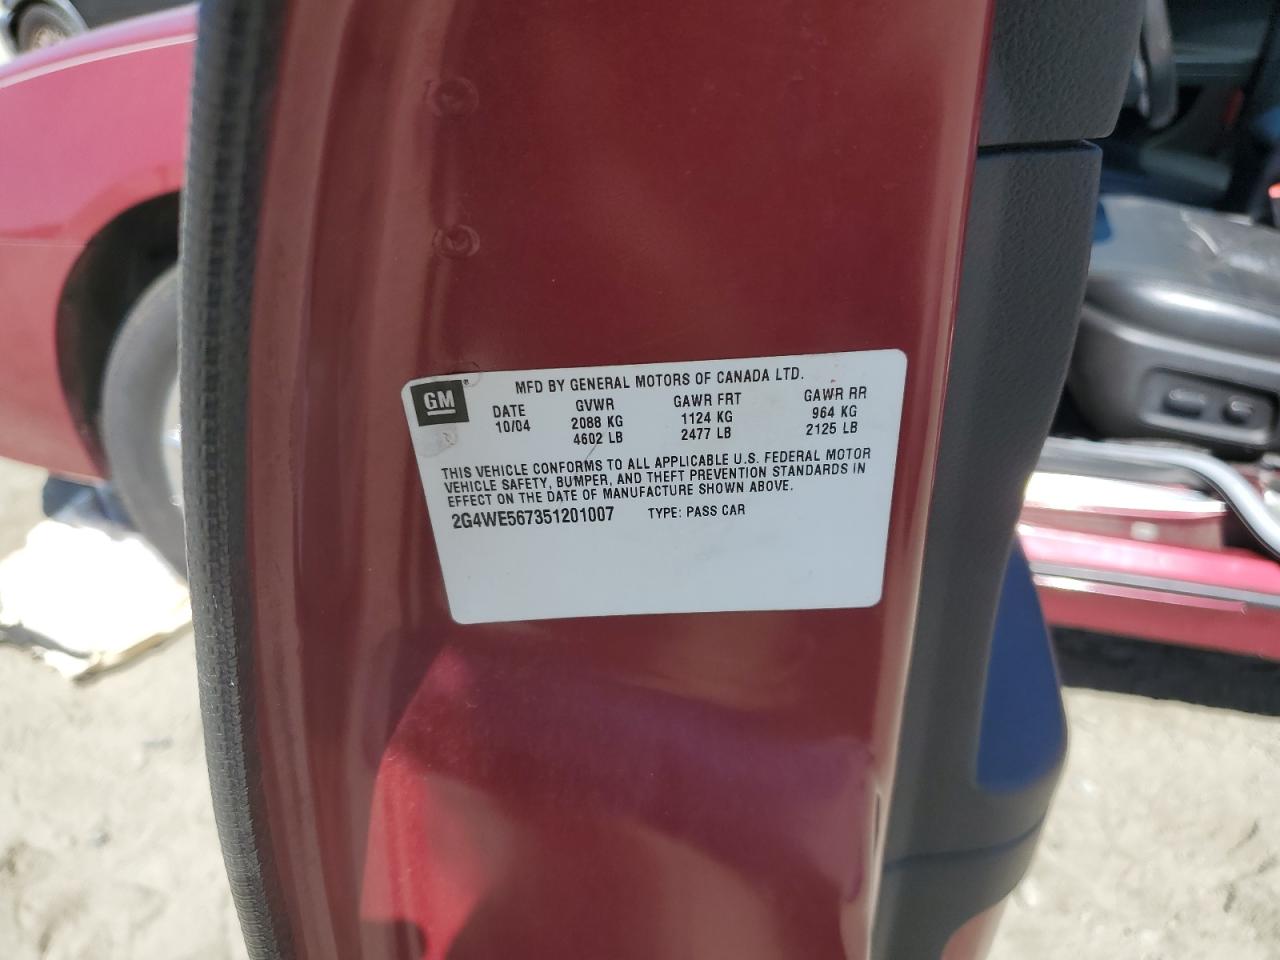 GM®
MFD BY GENERAL MOTORS OF CANADA LTD.
DATE GVWR GAWR FRT GAWR RR
10/04 2088 KG 1124 KG 964 KG
4602 LB 2477 LB 2125 LB
THIS VEHICLE CONFORMS TO ALL APPLICABLE U.S. FEDERAL MOTOR
VEHICLE SAFETY, BUMPER, AND THEFT PREVENTION STANDARDS IN
EFFECT ON THE DATE OF MANUFACTURE SHOWN ABOVE.
2G4WE567351201007 TYPE: PASS CAR